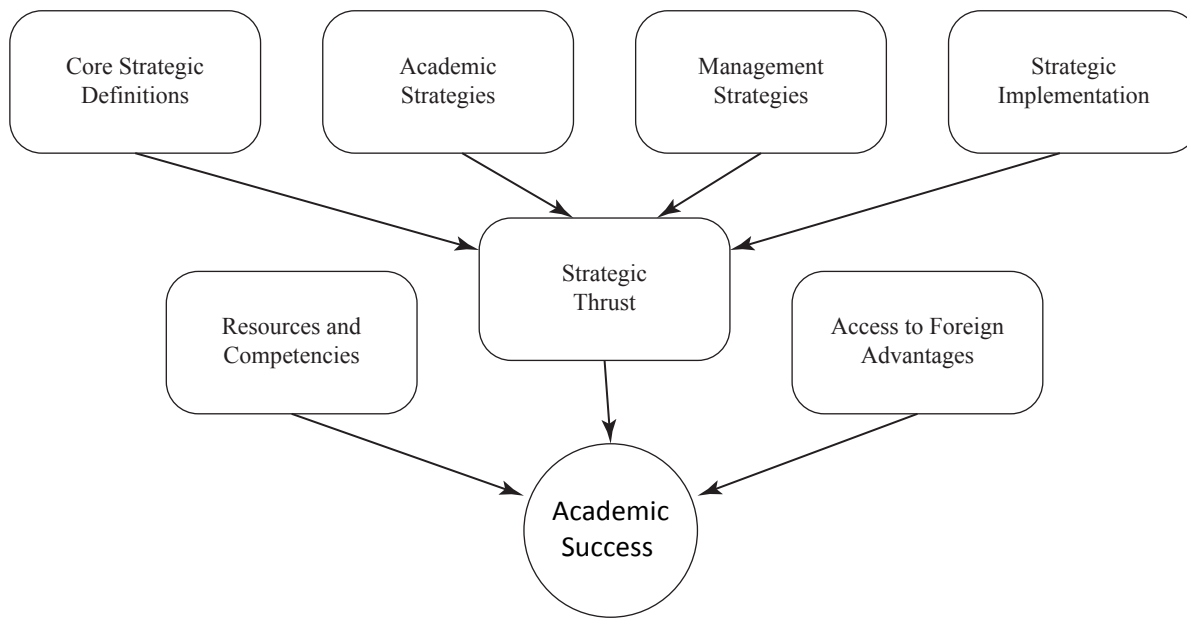 Core Strategic
Definitions
Academic
Strategies
Management
Strategies
Strategic
Implementation
Strategic
Thrust
Resources and
Competencies
Access to Foreign
Advantages
Academic
Success